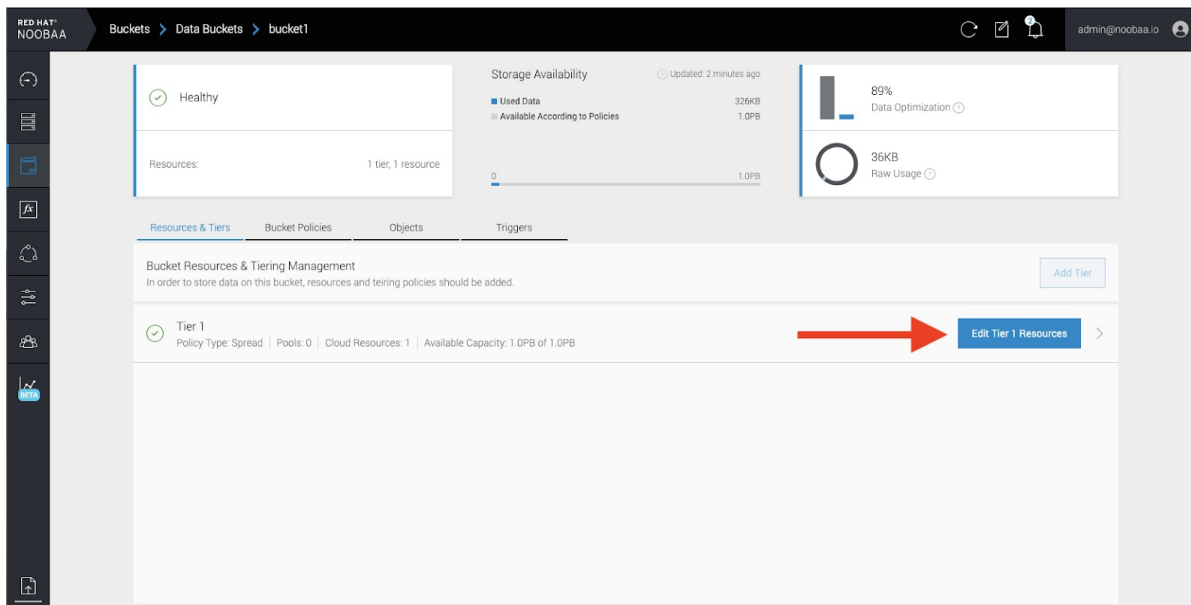 RED HAT®
NOOBAA
Buckets > Data Buckets > bucket1
2
admin@noobaa.io
Healthy
Resources: 1 tier, 1 resource
Storage Availability
Updated: 2 minutes ago
Used Data 326KB
Available According to Policies 1.0PB
0 1.0PB
89%
Data Optimization ?
36KB
Raw Usage ?
Resources & Tiers Bucket Policies Objects Triggers
Bucket Resources & Tiering Management
In order to store data on this bucket, resources and teiring policies should be added.
Add Tier
Tier 1
Policy Type: Spread | Pools: 0 | Cloud Resources: 1 | Available Capacity: 1.0PB of 1.0PB
Edit Tier 1 Resources
fx
BETA